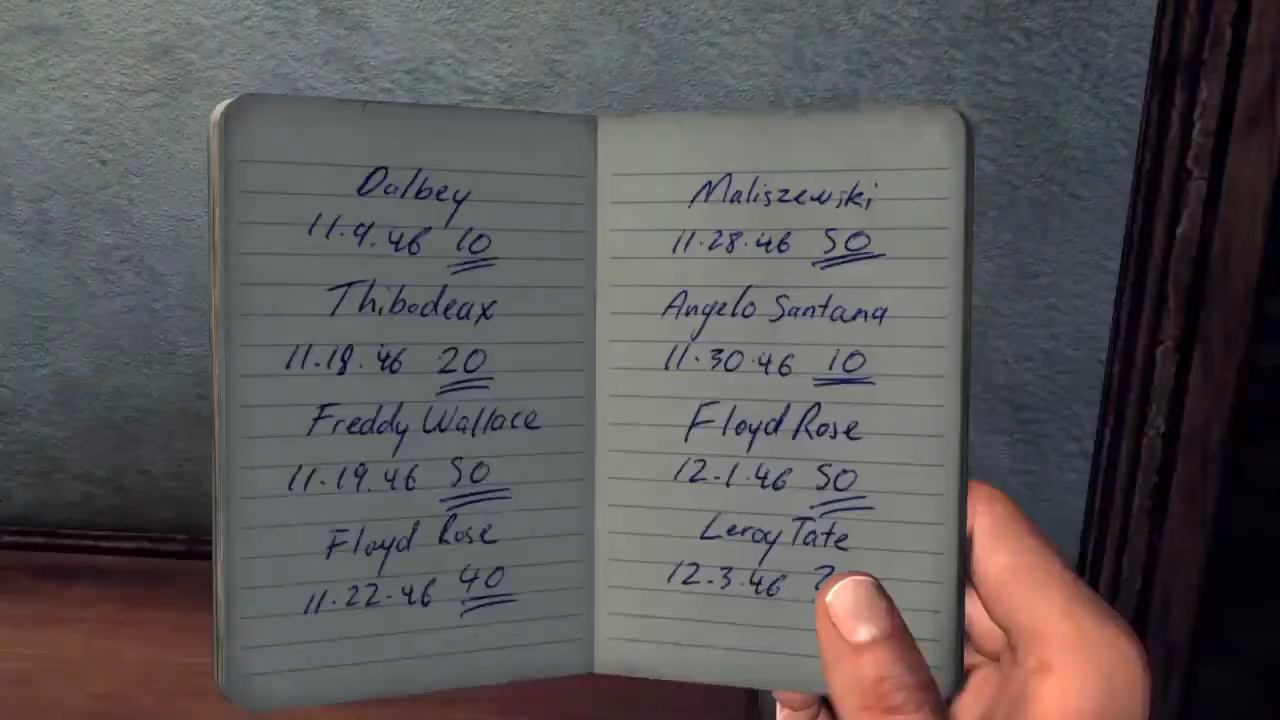 Dalbey
11.9.46 10
Thibodeax
11.18.46 20
Freddy Wallace
11.19.46 50
Floyd Rose
11.22.46 40
Maliszewski
11.28.46 50
Angelo Santana
11.30.46 10
Floyd Rose
12.1.46 50
Leroy Tate
12.3.46